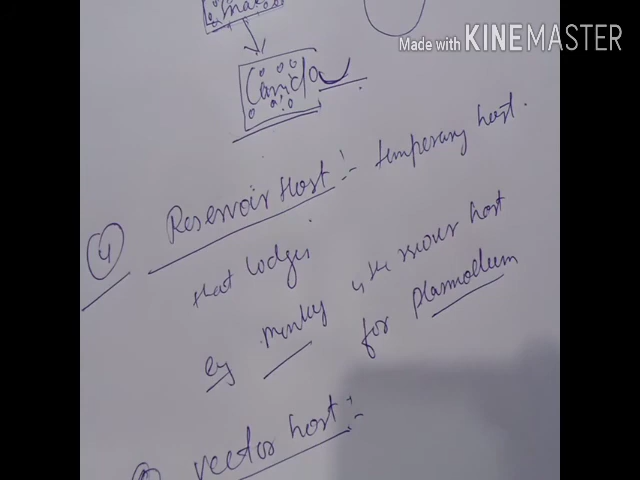 Made with KINEMASTER
Canida
④ Reservoir Host :- temporary host.
that lodges
eg monkey is the reservoir host
for Plasmodium
vector host :-